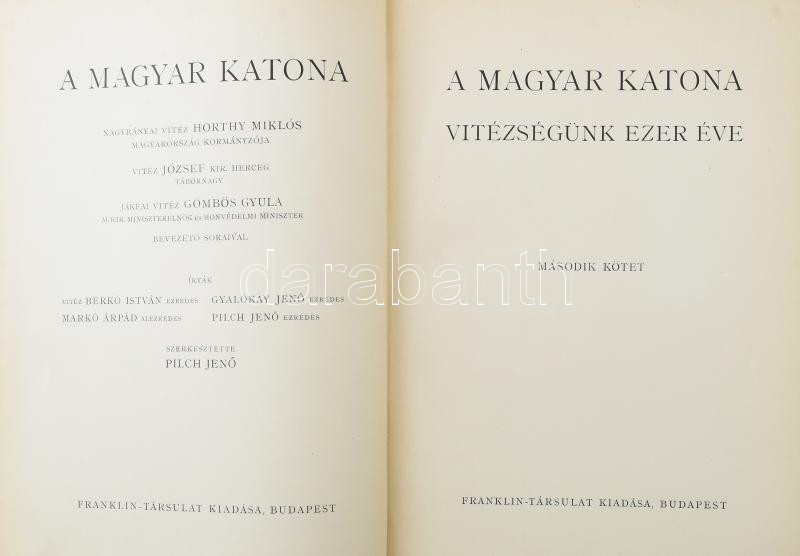 A MAGYAR KATONA
NAGYBÁNYAI VITÉZ HORTHY MIKLÓS
MAGYARORSZÁG KORMÁNYZÓJA
VITÉZ JÓZSEF KIR. HERCEG
TÁBORNAGY
JÁKFAI VITÉZ GÖMBÖS GYULA
M. KIR. MINISZTERELNÖK ÉS HONVÉDELMI MINISZTER
BEVEZETŐ SORAIVAL
ÍRTÁK
VITÉZ BERKÓ ISTVÁN EZREDES GYALÓKAY JENŐ EZREDES
MARKÓ ÁRPÁD ALEZREDES PILCH JENŐ EZREDES
SZERKESZTETTE
PILCH JENŐ
FRANKLIN-TÁRSULAT KIADÁSA, BUDAPEST
A MAGYAR KATONA
VITÉZSÉGÜNK EZER ÉVE
MÁSODIK KÖTET
FRANKLIN-TÁRSULAT KIADÁSA, BUDAPEST
darabanth